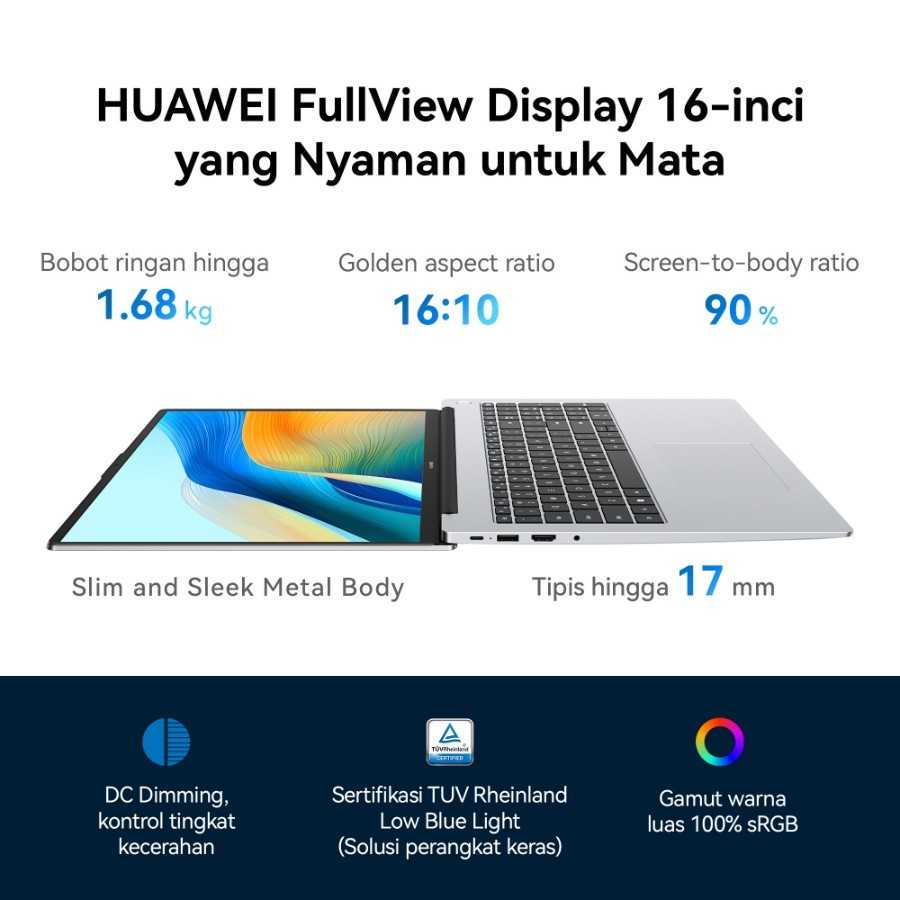 HUAWEI FullView Display 16-inci
yang Nyaman untuk Mata
Bobot ringan hingga
1.68 kg
Golden aspect ratio
16:10
Screen-to-body ratio
90 %
Slim and Sleek Metal Body
Tipis hingga 17 mm
TÜVRheinland
CERTIFIED
DC Dimming,
kontrol tingkat
kecerahan
Sertifikasi TUV Rheinland
Low Blue Light
(Solusi perangkat keras)
Gamut warna
luas 100% sRGB